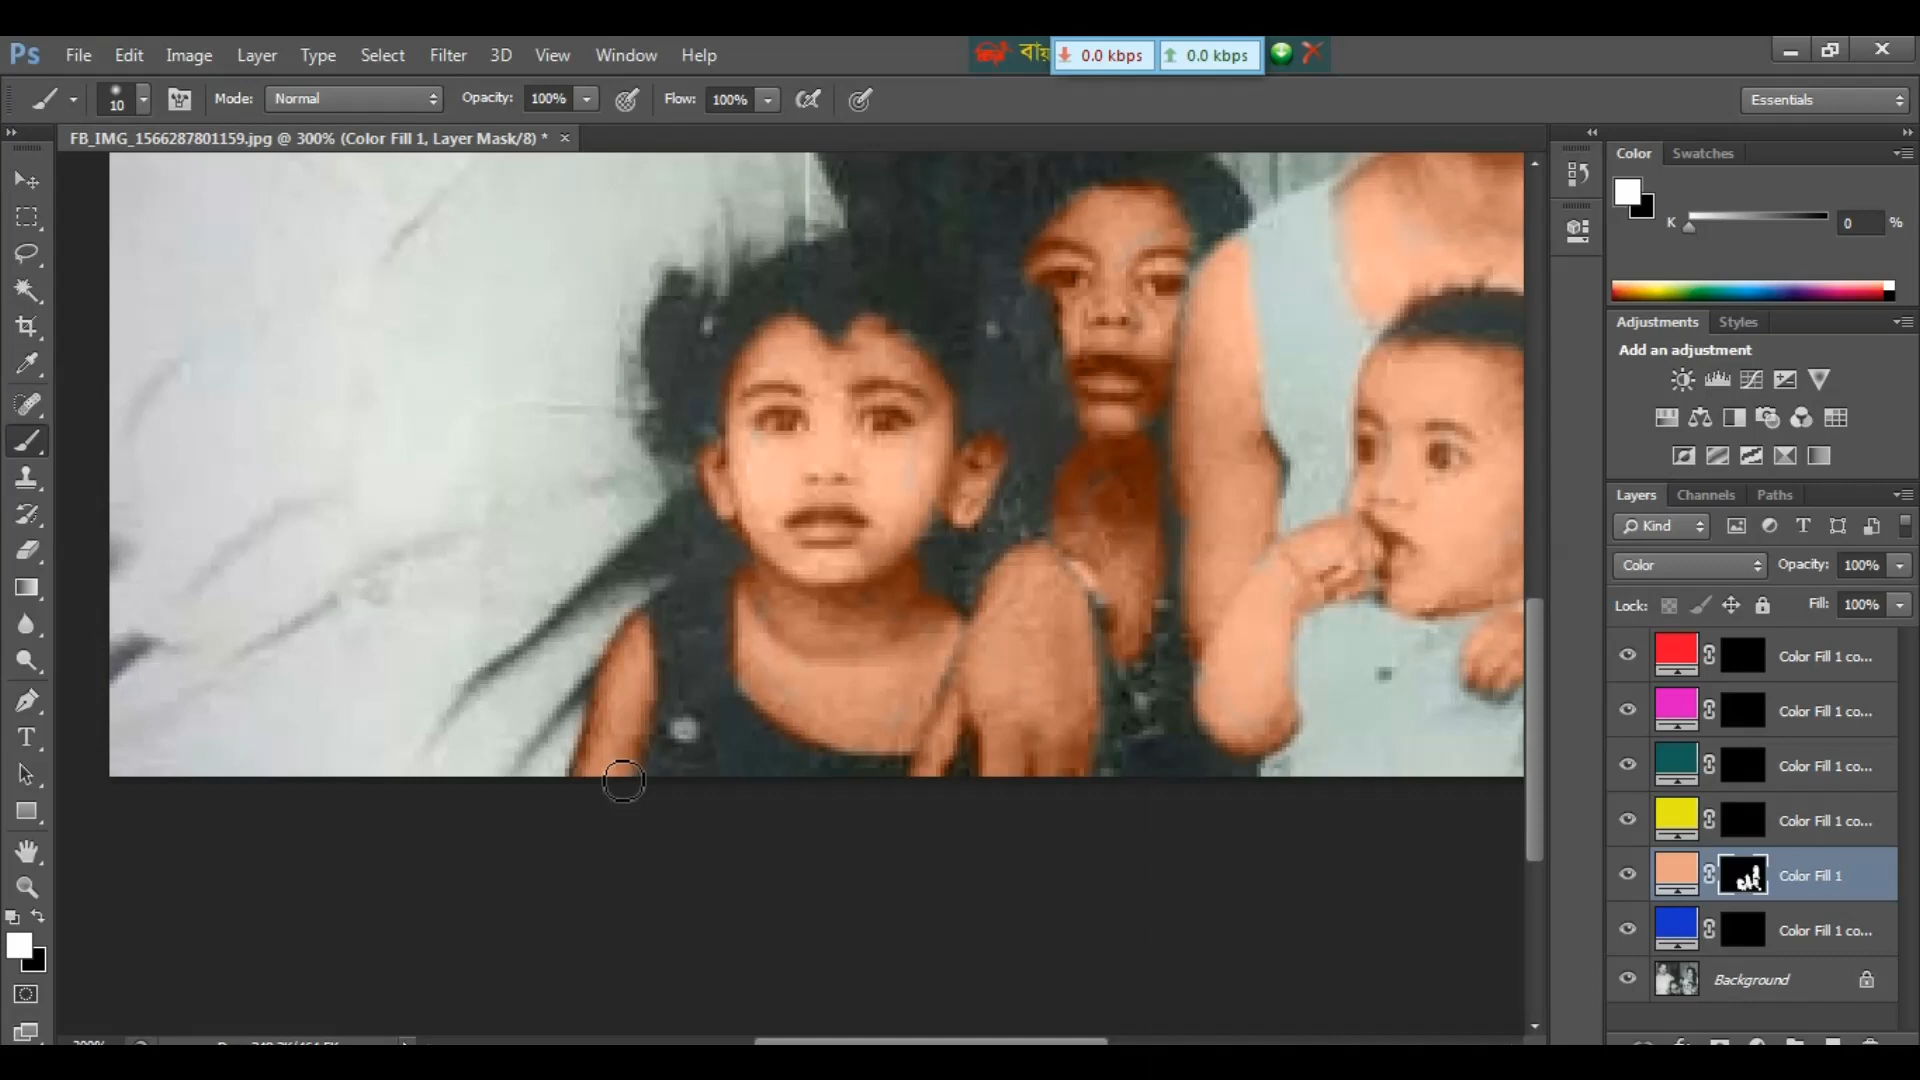 Ps File Edit Image Layer Type Select Filter 3D View Window Help
বায় 0.0 kbps 0.0 kbps
10 Mode: Normal Opacity: 100% Flow: 100% Essentials
FB_IMG_1566287801159.jpg @ 300% (Color Fill 1, Layer Mask/8) *
Color Swatches
K 0 %
Adjustments Styles
Add an adjustment
Layers Channels Paths
Kind
Color Opacity: 100%
Lock: Fill: 100%
Color Fill 1 co...
Color Fill 1 co...
Color Fill 1 co...
Color Fill 1 co...
Color Fill 1
Color Fill 1 co...
Background